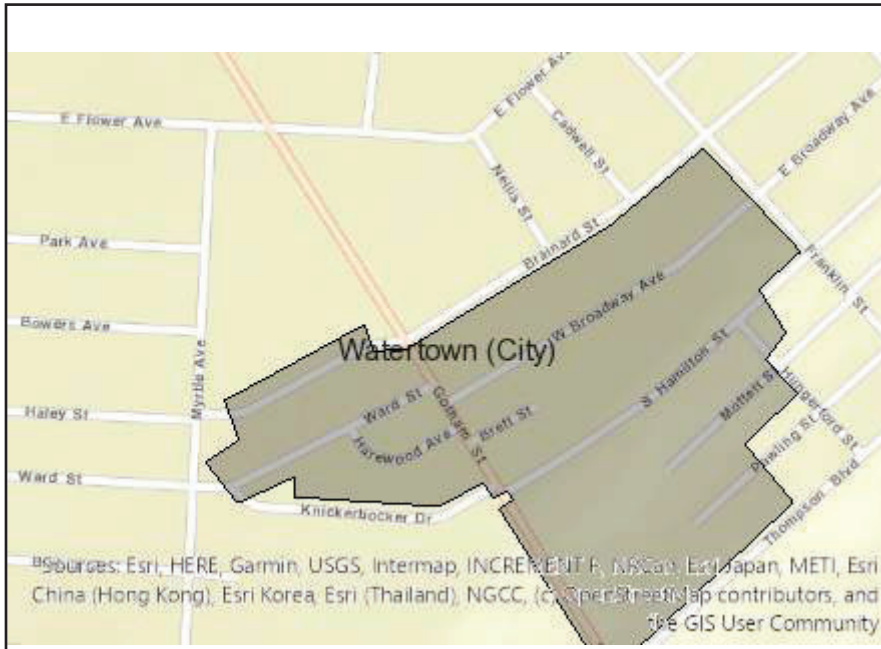 E Flower Ave
E Flower Ave
Cadwell St
E Broadway Ave
Nellia St
Park Ave
Brainard St
Franklin St
Bowers Ave
W Broadway Ave
Watertown (City)
S Hamilton St
Myrtle Ave
Haley St
Ward St
Gotham St
Brett St
Harewood Ave
Moffett St
Hungerford St
Pawling St
Ward St
Knickerbocker Dr
Thompson Blvd
Sources: Esri, HERE, Garmin, USGS, Intermap, INCREMENT P, NRCan, Esri Japan, METI, Esri
China (Hong Kong), Esri Korea, Esri (Thailand), NGCC, (c) OpenStreetMap contributors, and
the GIS User Community